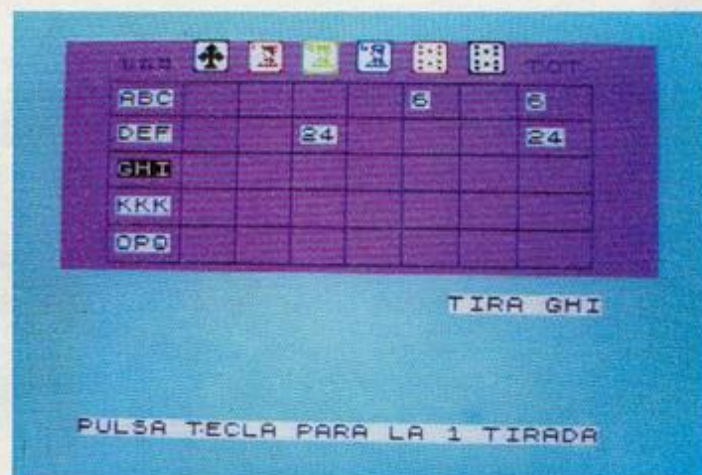 TOT
ABC 6 6
DEF 24 24
GHI
KKK
OPQ
TIRA GHI
PULSA TECLA PARA LA 1 TIRADA